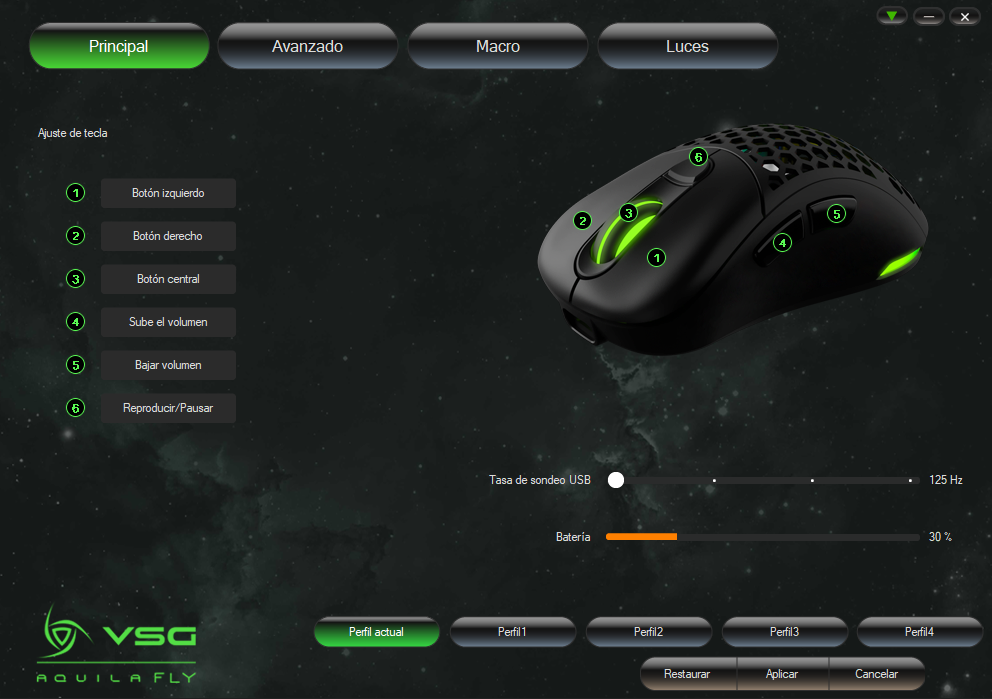 Principal
Avanzado
Macro
Luces
Ajuste de tecla
1 Botón izquierdo
2 Botón derecho
3 Botón central
4 Sube el volumen
5 Bajar volumen
6 Reproducir/Pausar
6
2
3
5
4
1
Tasa de sondeo USB 125 Hz
Batería 30 %
VSG
AQUILA FLY
Perfil actual
Perfil1
Perfil2
Perfil3
Perfil4
Restaurar
Aplicar
Cancelar